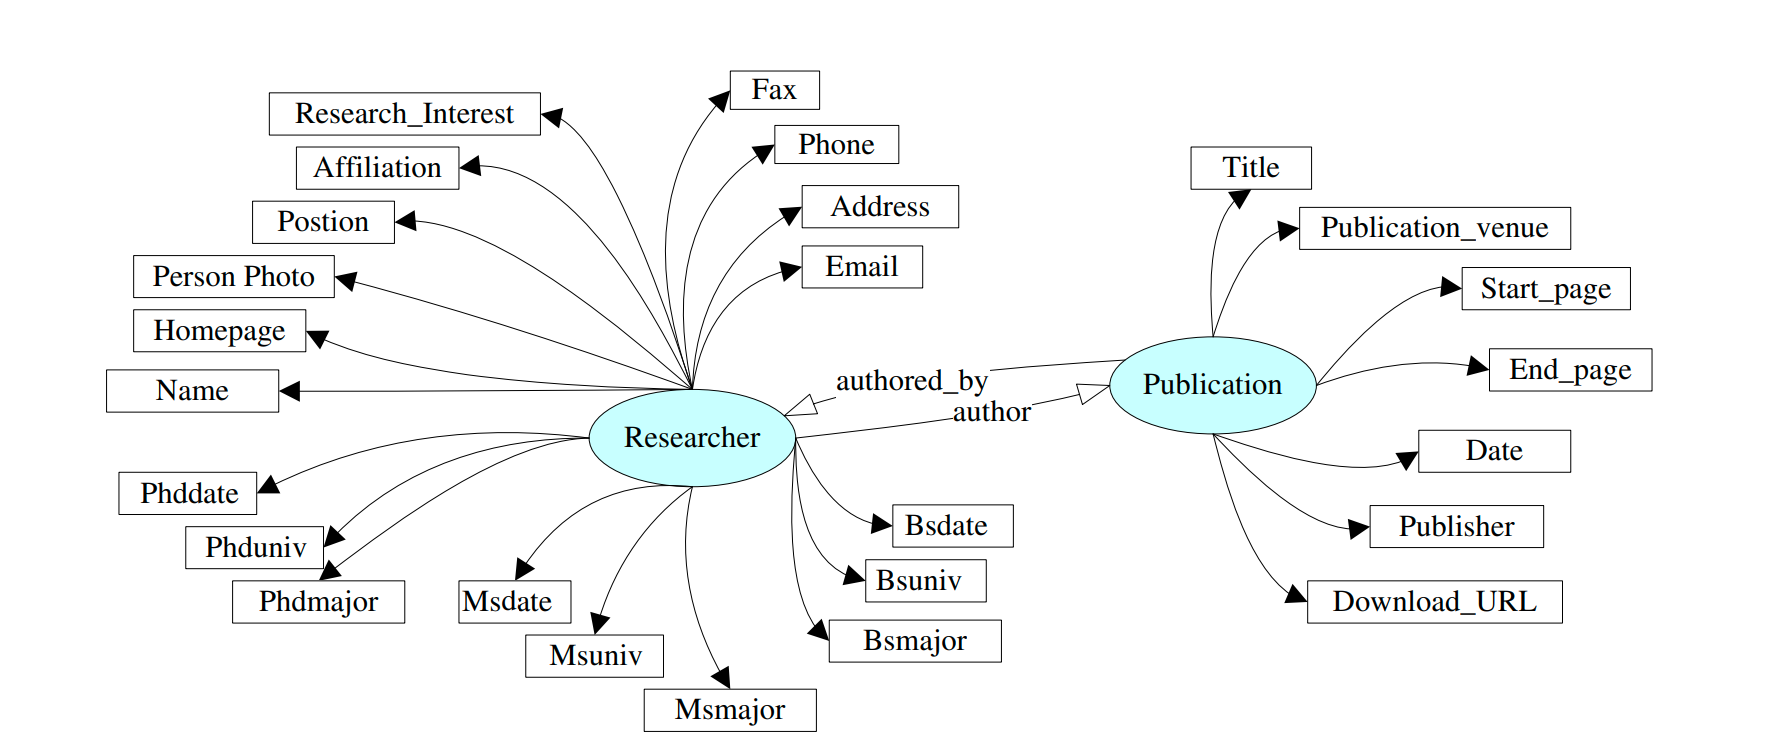 Fax
Research_Interest
Phone
Affiliation
Title
Address
Postion
Publication_venue
Email
Person Photo
Start_page
Homepage
End_page
authored_by
Publication
Name
author
Researcher
Date
Phddate
Bsdate
Publisher
Phduniv
Bsuniv
Phdmajor
Msdate
Download_URL
Bsmajor
Msuniv
Msmajor